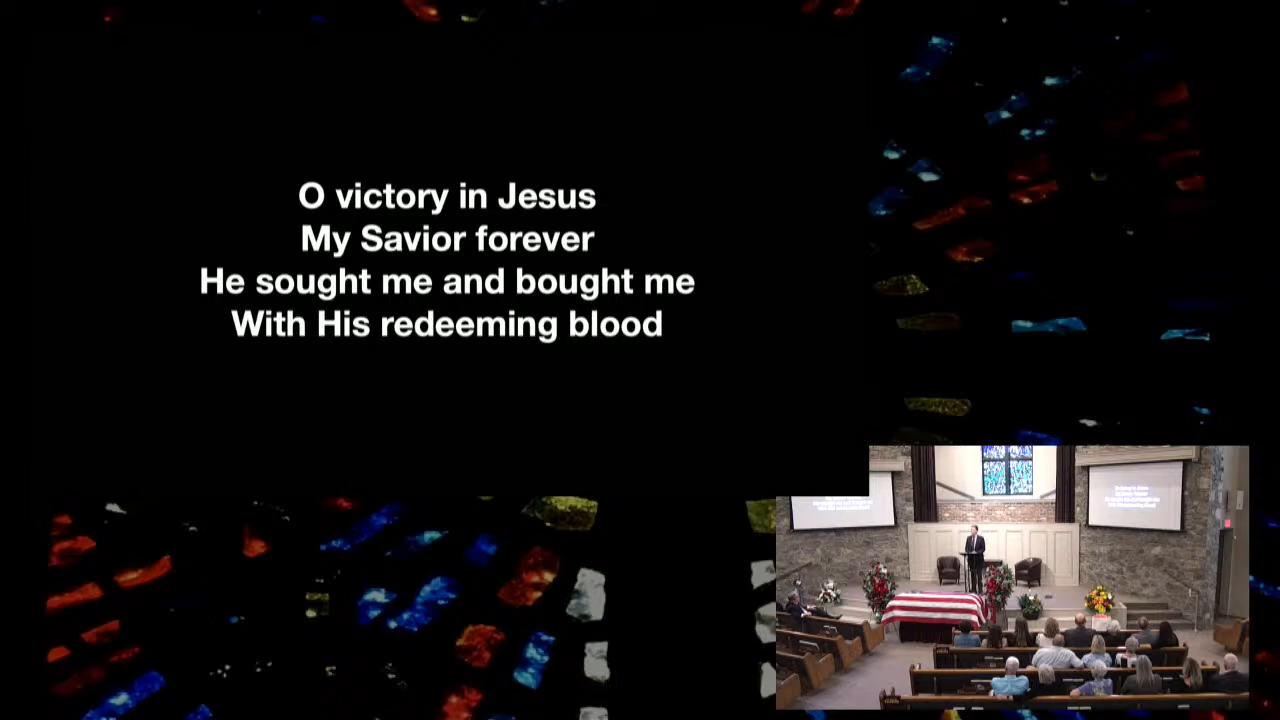 O victory in Jesus
My Savior forever
He sought me and bought me
With His redeeming blood